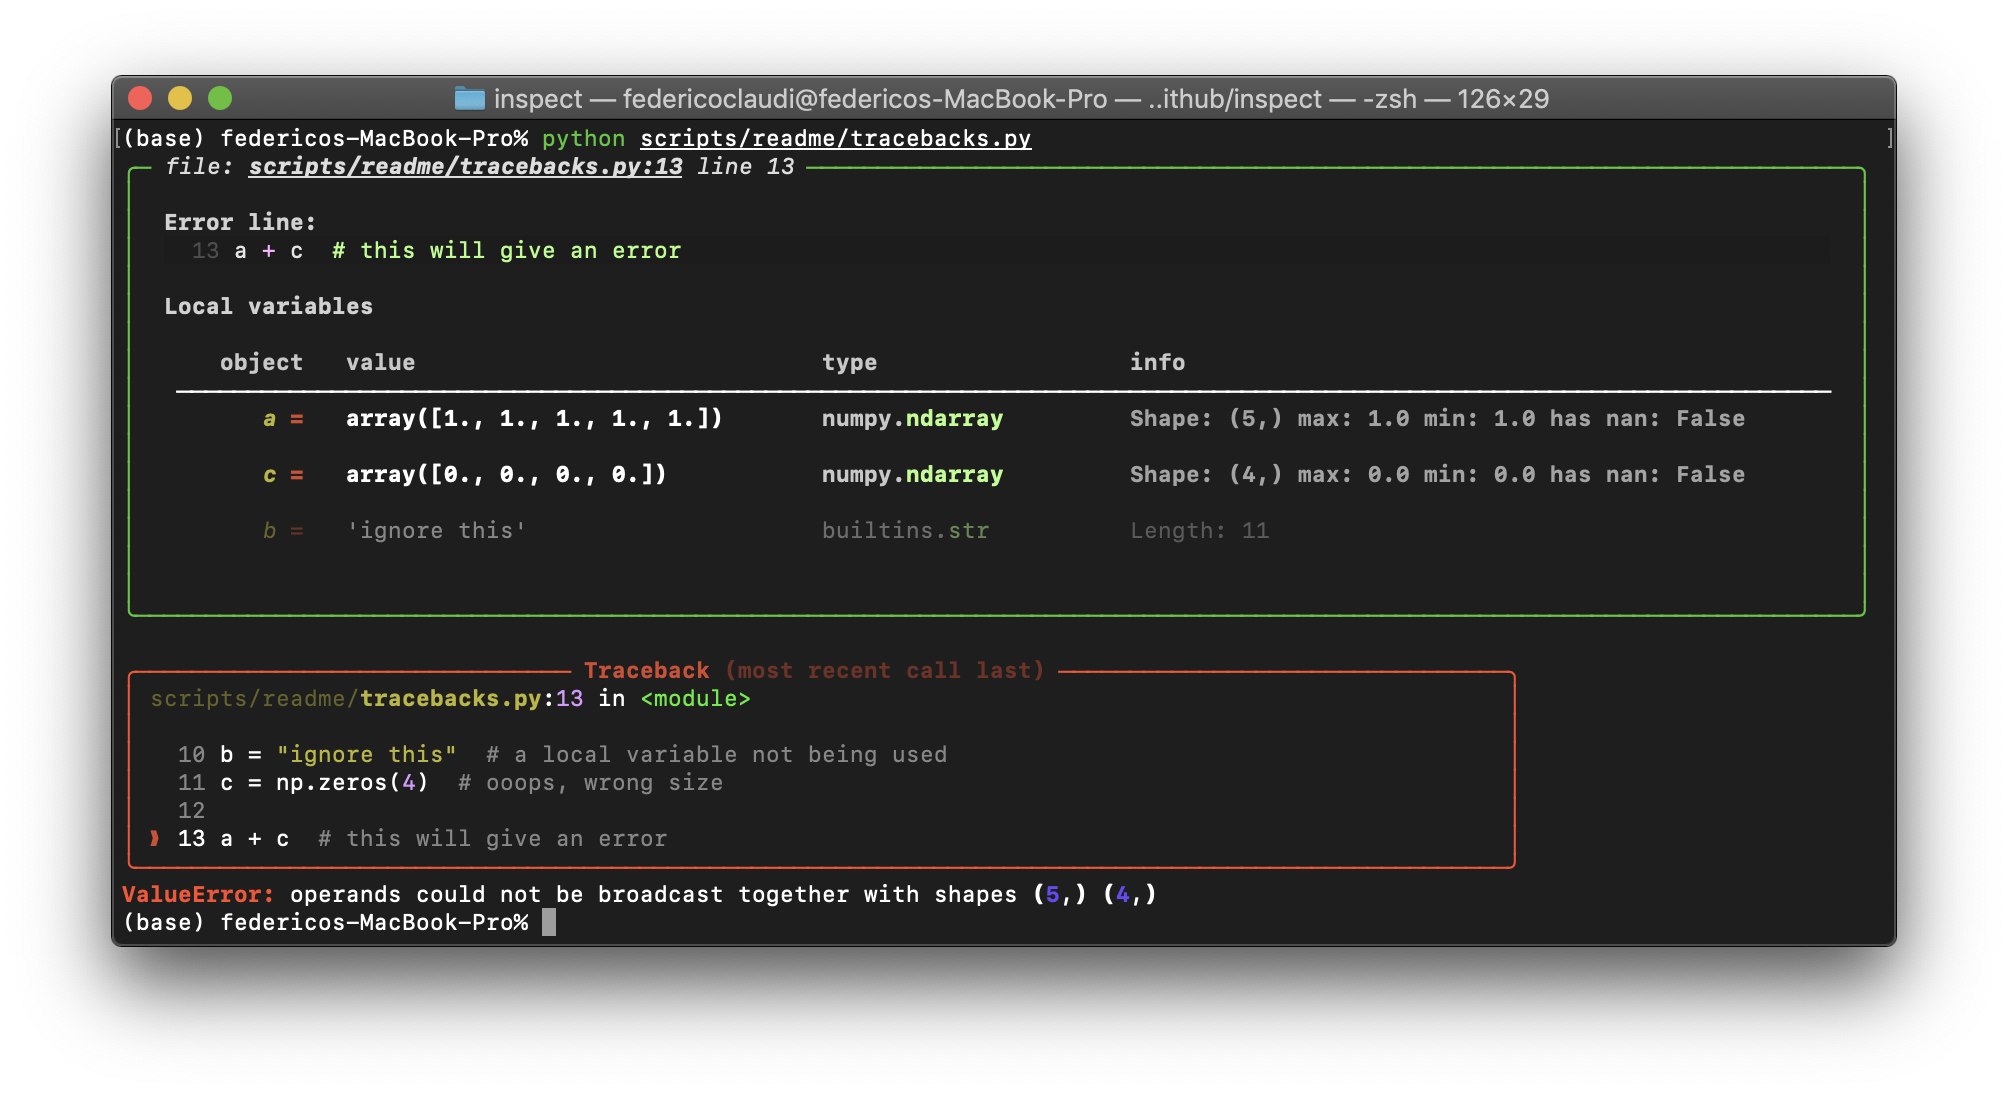 inspect — federicoclaudi@federicos-MacBook-Pro — ..ithub/inspect — -zsh — 126×29
[(base) federicos-MacBook-Pro% python scripts/readme/tracebacks.py ]
file: scripts/readme/tracebacks.py:13 line 13
Error line:
13 a + c  # this will give an error
Local variables
object value type info
a = array([1., 1., 1., 1., 1.]) numpy.ndarray Shape: (5,) max: 1.0 min: 1.0 has nan: False
c = array([0., 0., 0., 0.]) numpy.ndarray Shape: (4,) max: 0.0 min: 0.0 has nan: False
b = 'ignore this' builtins.str Length: 11
Traceback (most recent call last)
scripts/readme/tracebacks.py:13 in <module>
10 b = "ignore this"  # a local variable not being used
11 c = np.zeros(4)  # ooops, wrong size
12
❱ 13 a + c  # this will give an error
ValueError: operands could not be broadcast together with shapes (5,) (4,)
(base) federicos-MacBook-Pro%